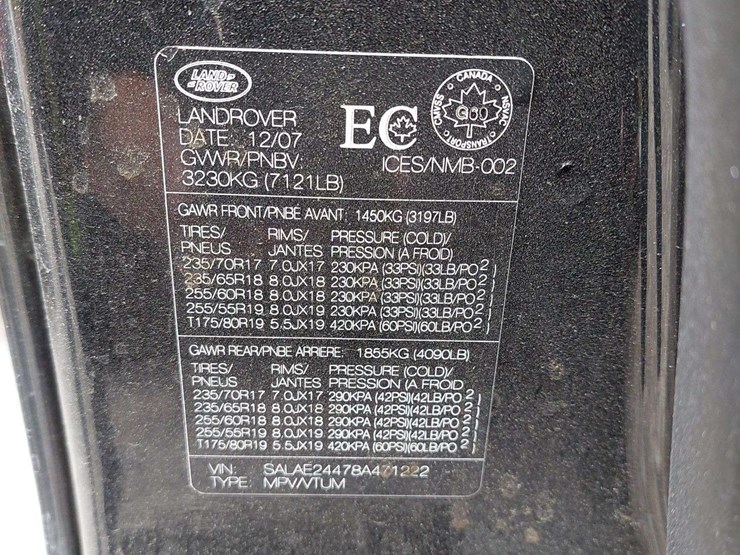 LAND-
-ROVER
LANDROVER
DATE: 12/07
GVWR/PNBV:
3230KG (7121LB)
EC
CANADA
CMVSS
NSVAC
TRANSPORT
ICES/NMB-002
GAWR FRONT/PNBE AVANT: 1450KG (3197LB)
TIRES/ RIMS/ PRESSURE (COLD)/
PNEUS JANTES PRESSION (A FROID)
235/70R17 7.0JX17 230KPA (33PSI)(33LB/PO2)
235/65R18 8.0JX18 230KPA (33PSI)(33LB/PO2)
255/60R18 8.0JX18 230KPA (33PSI)(33LB/PO2)
255/55R19 8.0JX19 230KPA (33PSI)(33LB/PO2)
T175/80R19 5.5JX19 420KPA (60PSI)(60LB/PO2)
GAWR REAR/PNBE ARRIERE: 1855KG (4090LB)
TIRES/ RIMS/ PRESSURE (COLD)/
PNEUS JANTES PRESSION (A FROID
235/70R17 7.0JX17 290KPA (42PSI)(42LB/PO2)
235/65R18 8.0JX18 290KPA (42PSI)(42LB/PO2)
255/60R18 8.0JX18 290KPA (42PSI)(42LB/PO2)
255/55R19 8.0JX19 290KPA (42PSI)(42LB/PO2)
T175/80R19 5.5JX19 420KPA (60PSI)(60LB/PO2)
VIN: SALAE24478A471222
TYPE: MPV/VTUM